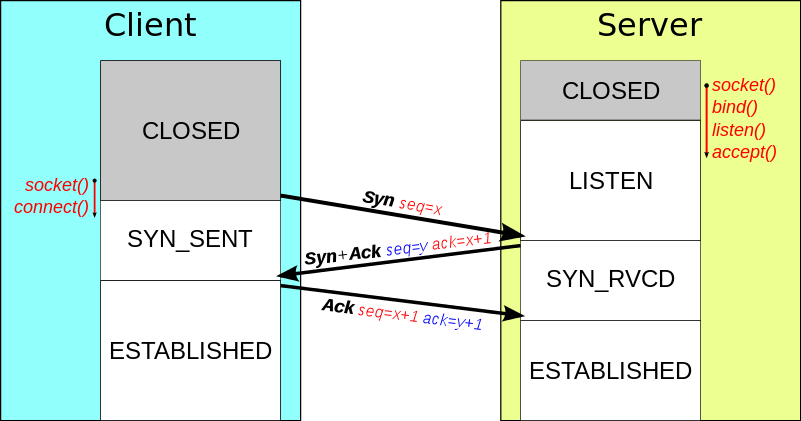 Client
Server
CLOSED
CLOSED
socket()
bind()
listen()
accept()
LISTEN
socket()
connect()
Syn seq=x
SYN_SENT
Syn+Ack seq=y ack=x+1
SYN_RVCD
Ack seq=x+1 ack=y+1
ESTABLISHED
ESTABLISHED